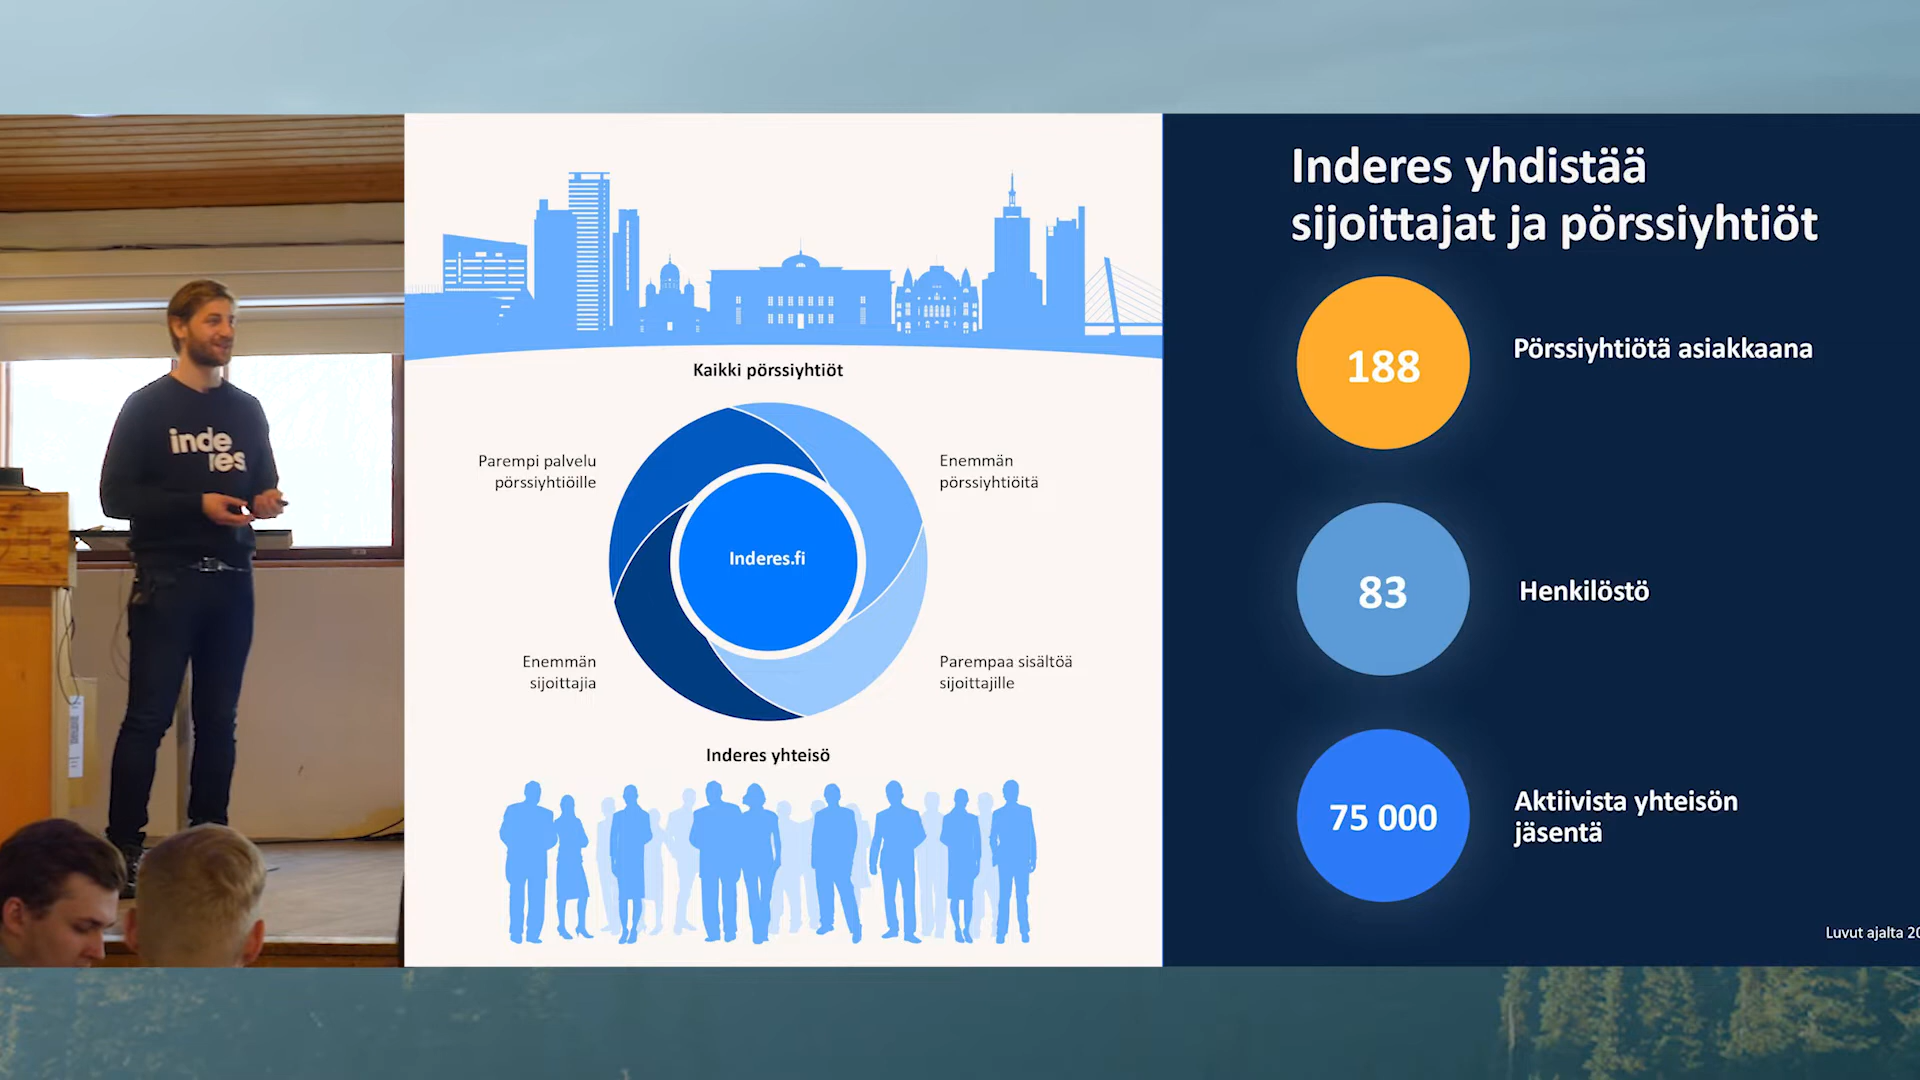 inde
res
Kaikki pörssiyhtiöt
Parempi palvelu
pörssiyhtiöille
Enemmän
pörssiyhtiöitä
Inderes.fi
Enemmän
sijoittajia
Parempaa sisältöä
sijoittajille
Inderes yhteisö
Inderes yhdistää
sijoittajat ja pörssiyhtiöt
188
Pörssiyhtiötä asiakkaana
83
Henkilöstö
75 000
Aktiivista yhteisön
jäsentä
Luvut ajalta